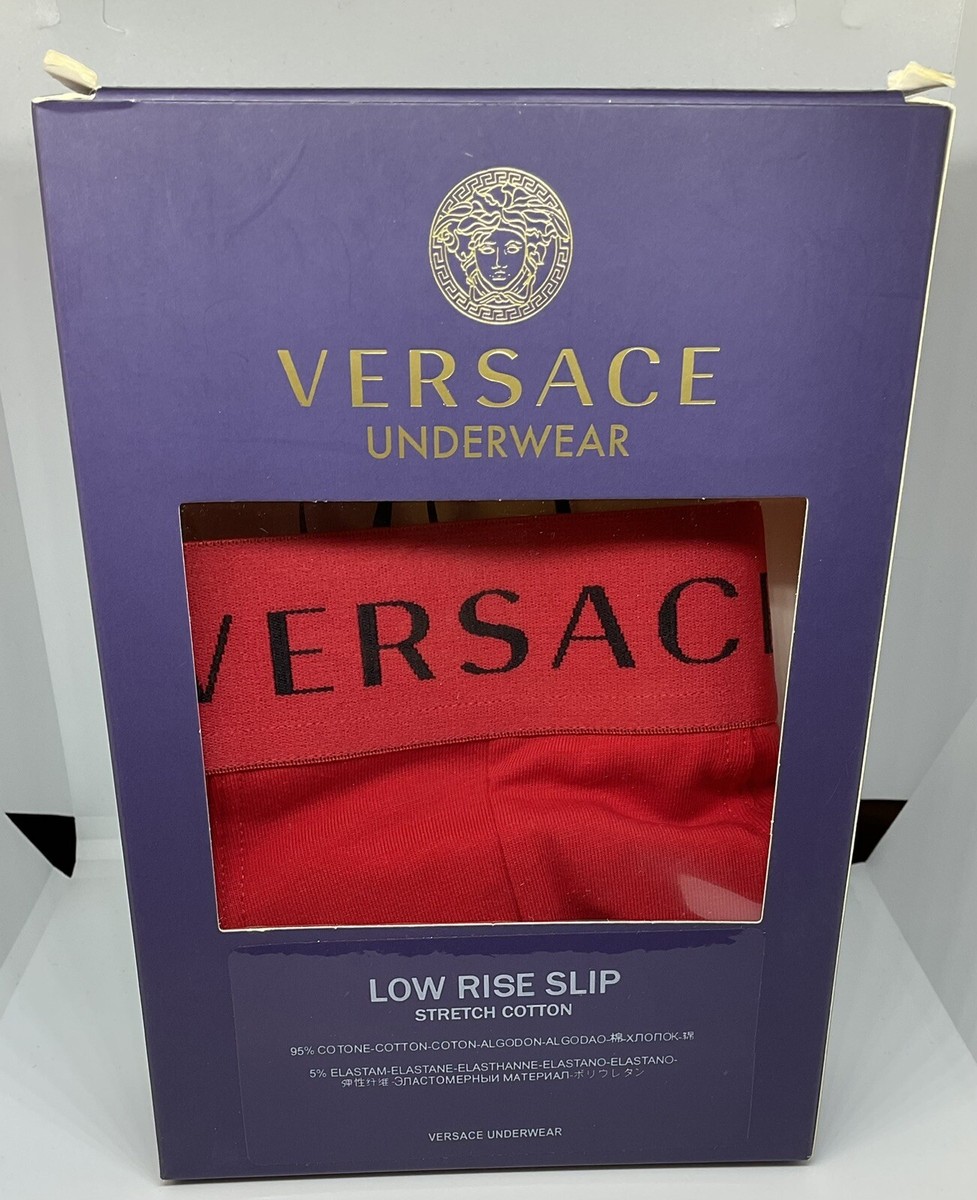 VERSACE
UNDERWEAR
VERSACE
LOW RISE SLIP
STRETCH COTTON
95% COTONE-COTTON-COTON-ALGODON-ALGODAO-棉-ХЛОПОК-綿
5% ELASTAM-ELASTANE-ELASTHANNE-ELASTANO-ELASTANO-
弹性纤维-ЭЛАСТОМЕРНЫЙ МАТЕРИАЛ-ポリウレタン
VERSACE UNDERWEAR